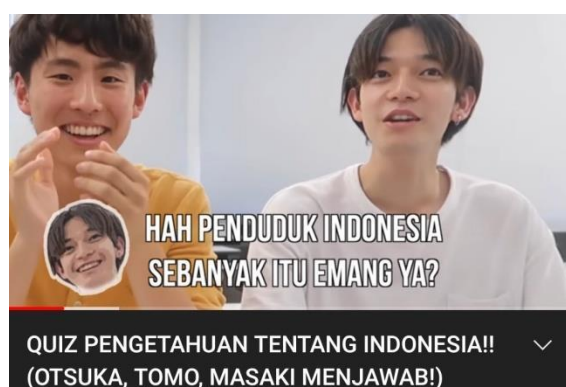 HAH PENDUDUK INDONESIA
SEBANYAK ITU EMANG YA?
QUIZ PENGETAHUAN TENTANG INDONESIA!!
(OTSUKA, TOMO, MASAKI MENJAWAB!)